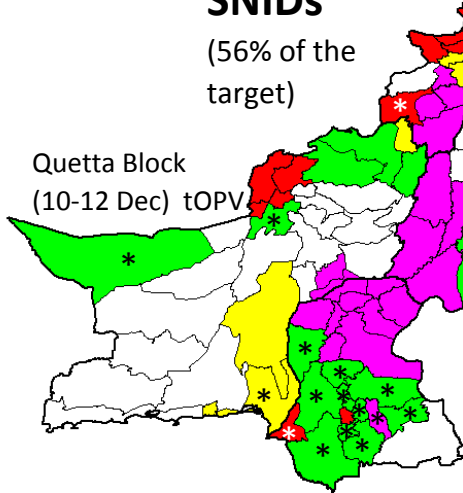 SNIDs
(56% of the
target)
Quetta Block
(10-12 Dec) tOPV